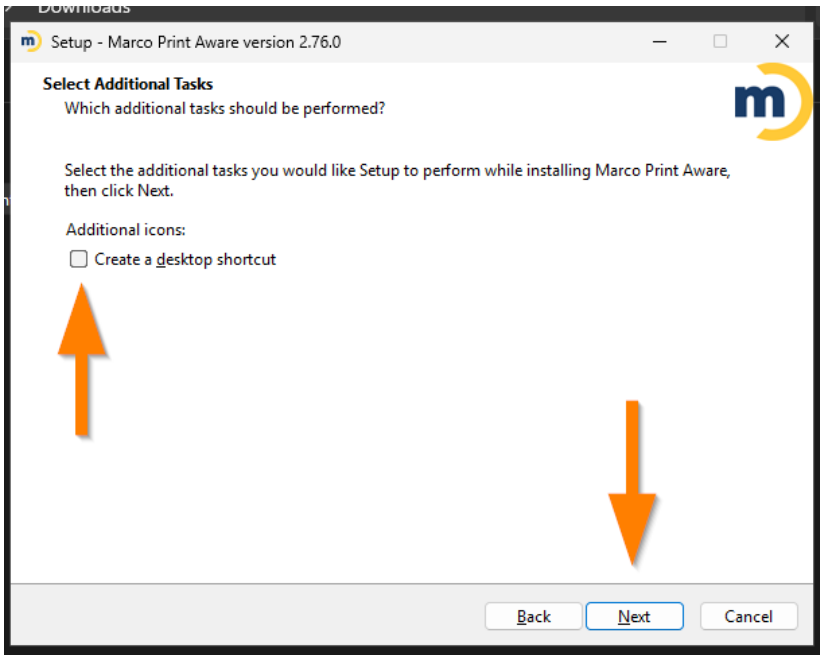 Downloads
Setup - Marco Print Aware version 2.76.0
Select Additional Tasks
Which additional tasks should be performed?
m
Select the additional tasks you would like Setup to perform while installing Marco Print Aware,
then click Next.
Additional icons:
Create a desktop shortcut
Back Next Cancel